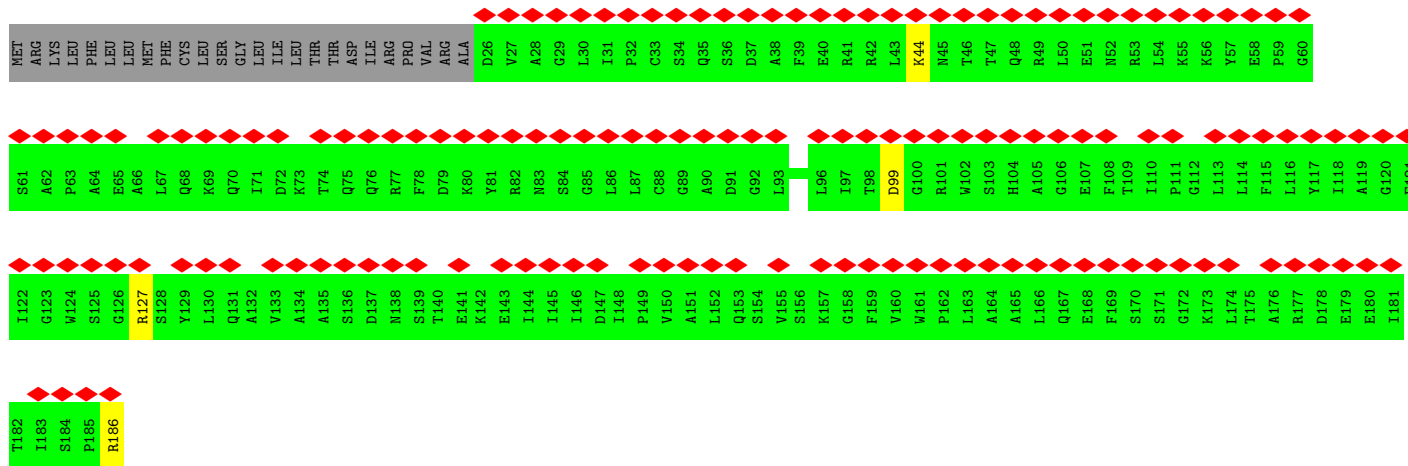 MET ARG LYS LEU PHE LEU LEU MET PHE CYS LEU SER GLY LEU ILE LEU THR THR ASP ILE ARG PRO VAL ARG ALA D26 V27 A28 G29 L30 I31 P32 C33 S34 Q35 S36 D37 A38 F39 E40 R41 R42 L43 K44 N45 T46 T47 Q48 R49 L50 E51 N52 R53 L54 K55 K56 Y57 E58 P59 G60
S61 A62 P63 A64 E65 A66 L67 Q68 K69 Q70 I71 D72 K73 T74 Q75 Q76 R77 F78 D79 K80 Y81 R82 N83 S84 G85 L86 L87 C88 G89 A90 D91 G92 L93 L96 I97 T98 D99 G100 R101 W102 S103 H104 A105 G106 E107 F108 T109 I110 P111 G112 L113 L114 F115 L116 Y117 I118 A119 G120
I122 G123 W124 S125 G126 R127 S128 Y129 L130 Q131 A132 V133 A134 A135 S136 D137 N138 S139 T140 E141 K142 E143 I144 I145 I146 D147 I148 P149 V150 A151 L152 Q153 S154 V155 S156 K157 G158 F159 V160 W161 P162 L163 A164 A165 L166 Q167 E168 F169 S170 S171 G172 K173 L174 T175 A176 R177 D178 E179 E180 I181
T182 I183 S184 P185 R186